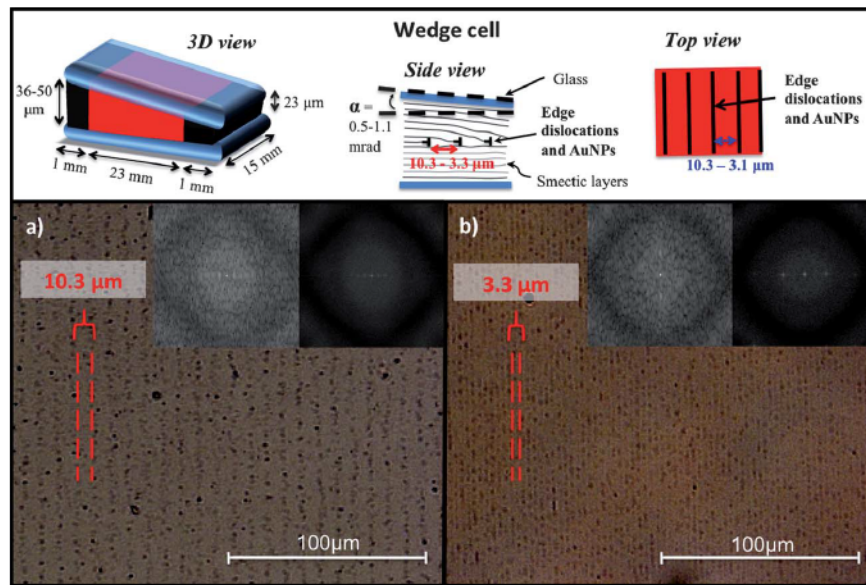 Wedge cell
3D view
36-50
μm
23 μm
1 mm
23 mm
1 mm
15 mm
Side view
Glass
α =
0.5-1.1
mrad
Edge
dislocations
and AuNPs
10.3 - 3.3 μm
Smectic layers
Top view
Edge
dislocations
and AuNPs
10.3 – 3.1 μm
a)
10.3 μm
100μm
b)
3.3 μm
100μm